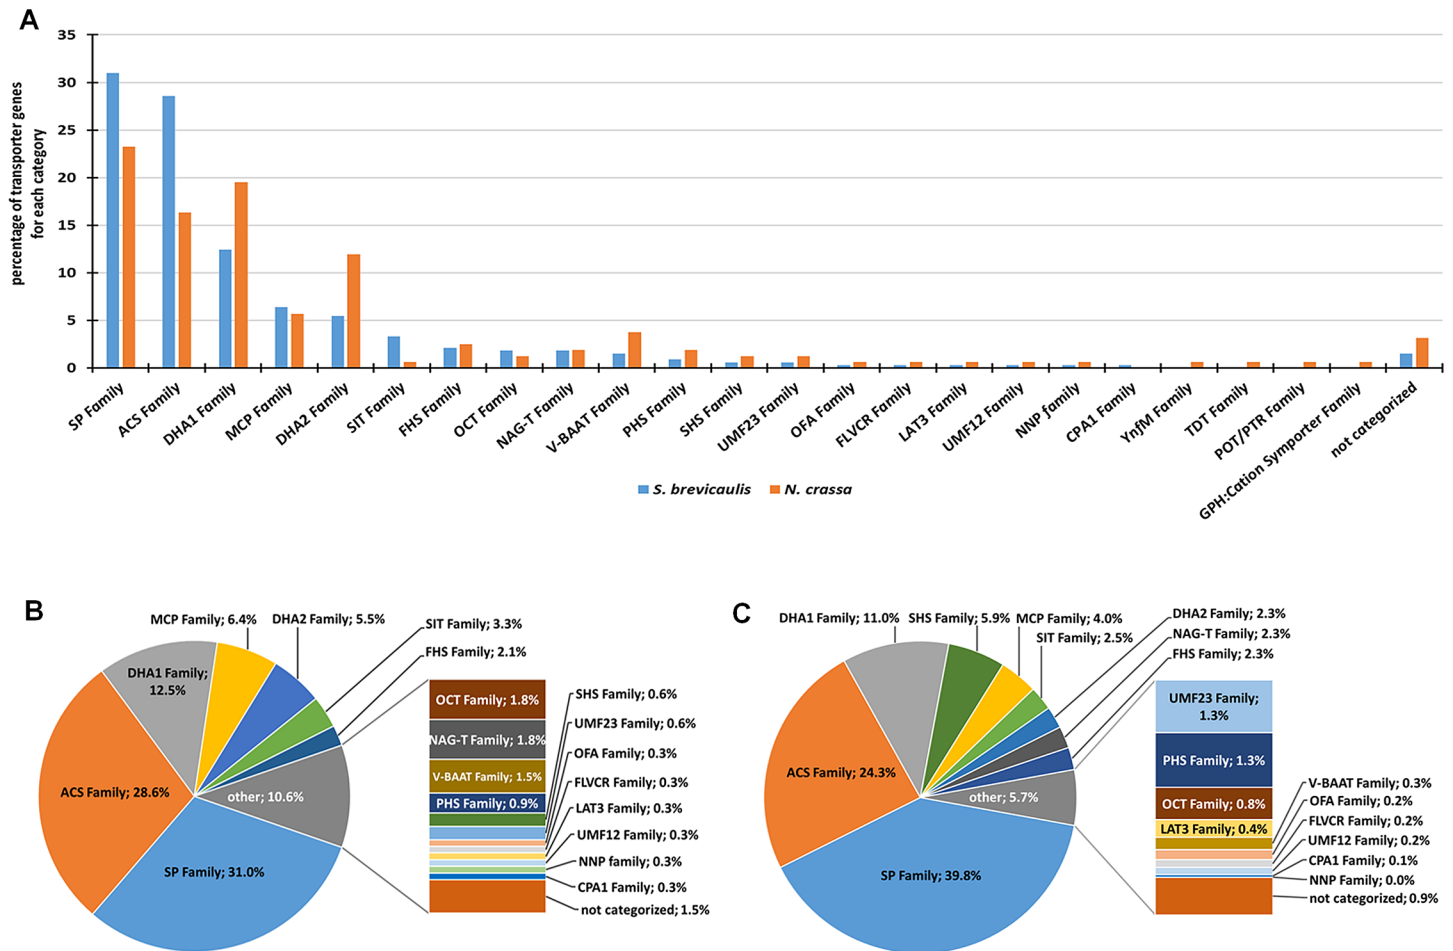 A
percentage of transporter genes
for each category
35
30
25
20
15
10
5
0
SP Family
ACS Family
DHA1 Family
MCP Family
DHA2 Family
SIT Family
FHS Family
OCT Family
NAG-T Family
V-BAAT Family
PHS Family
SHS Family
UMF23 Family
OFA Family
FLVCR Family
LAT3 Family
UMF12 Family
NNP family
CPA1 Family
YnfM Family
TDT Family
POT/PTR Family
GPH:Cation Symporter Family
not categorized
S. brevicaulis
N. crassa
B
MCP Family; 6.4%
DHA2 Family; 5.5%
SIT Family; 3.3%
FHS Family; 2.1%
DHA1 Family;
12.5%
ACS Family; 28.6%
other; 10.6%
SP Family; 31.0%
OCT Family; 1.8%
NAG-T Family; 1.8%
V-BAAT Family; 1.5%
PHS Family; 0.9%
SHS Family; 0.6%
UMF23 Family; 0.6%
OFA Family; 0.3%
FLVCR Family; 0.3%
LAT3 Family; 0.3%
UMF12 Family; 0.3%
NNP family; 0.3%
CPA1 Family; 0.3%
not categorized; 1.5%
C
DHA1 Family; 11.0%
SHS Family; 5.9%
MCP Family; 4.0%
SIT Family; 2.5%
DHA2 Family; 2.3%
NAG-T Family; 2.3%
FHS Family; 2.3%
ACS Family; 24.3%
other; 5.7%
SP Family; 39.8%
UMF23 Family;
1.3%
PHS Family; 1.3%
OCT Family; 0.8%
LAT3 Family; 0.4%
V-BAAT Family; 0.3%
OFA Family; 0.2%
FLVCR Family; 0.2%
UMF12 Family; 0.2%
CPA1 Family; 0.1%
NNP Family; 0.0%
not categorized; 0.9%